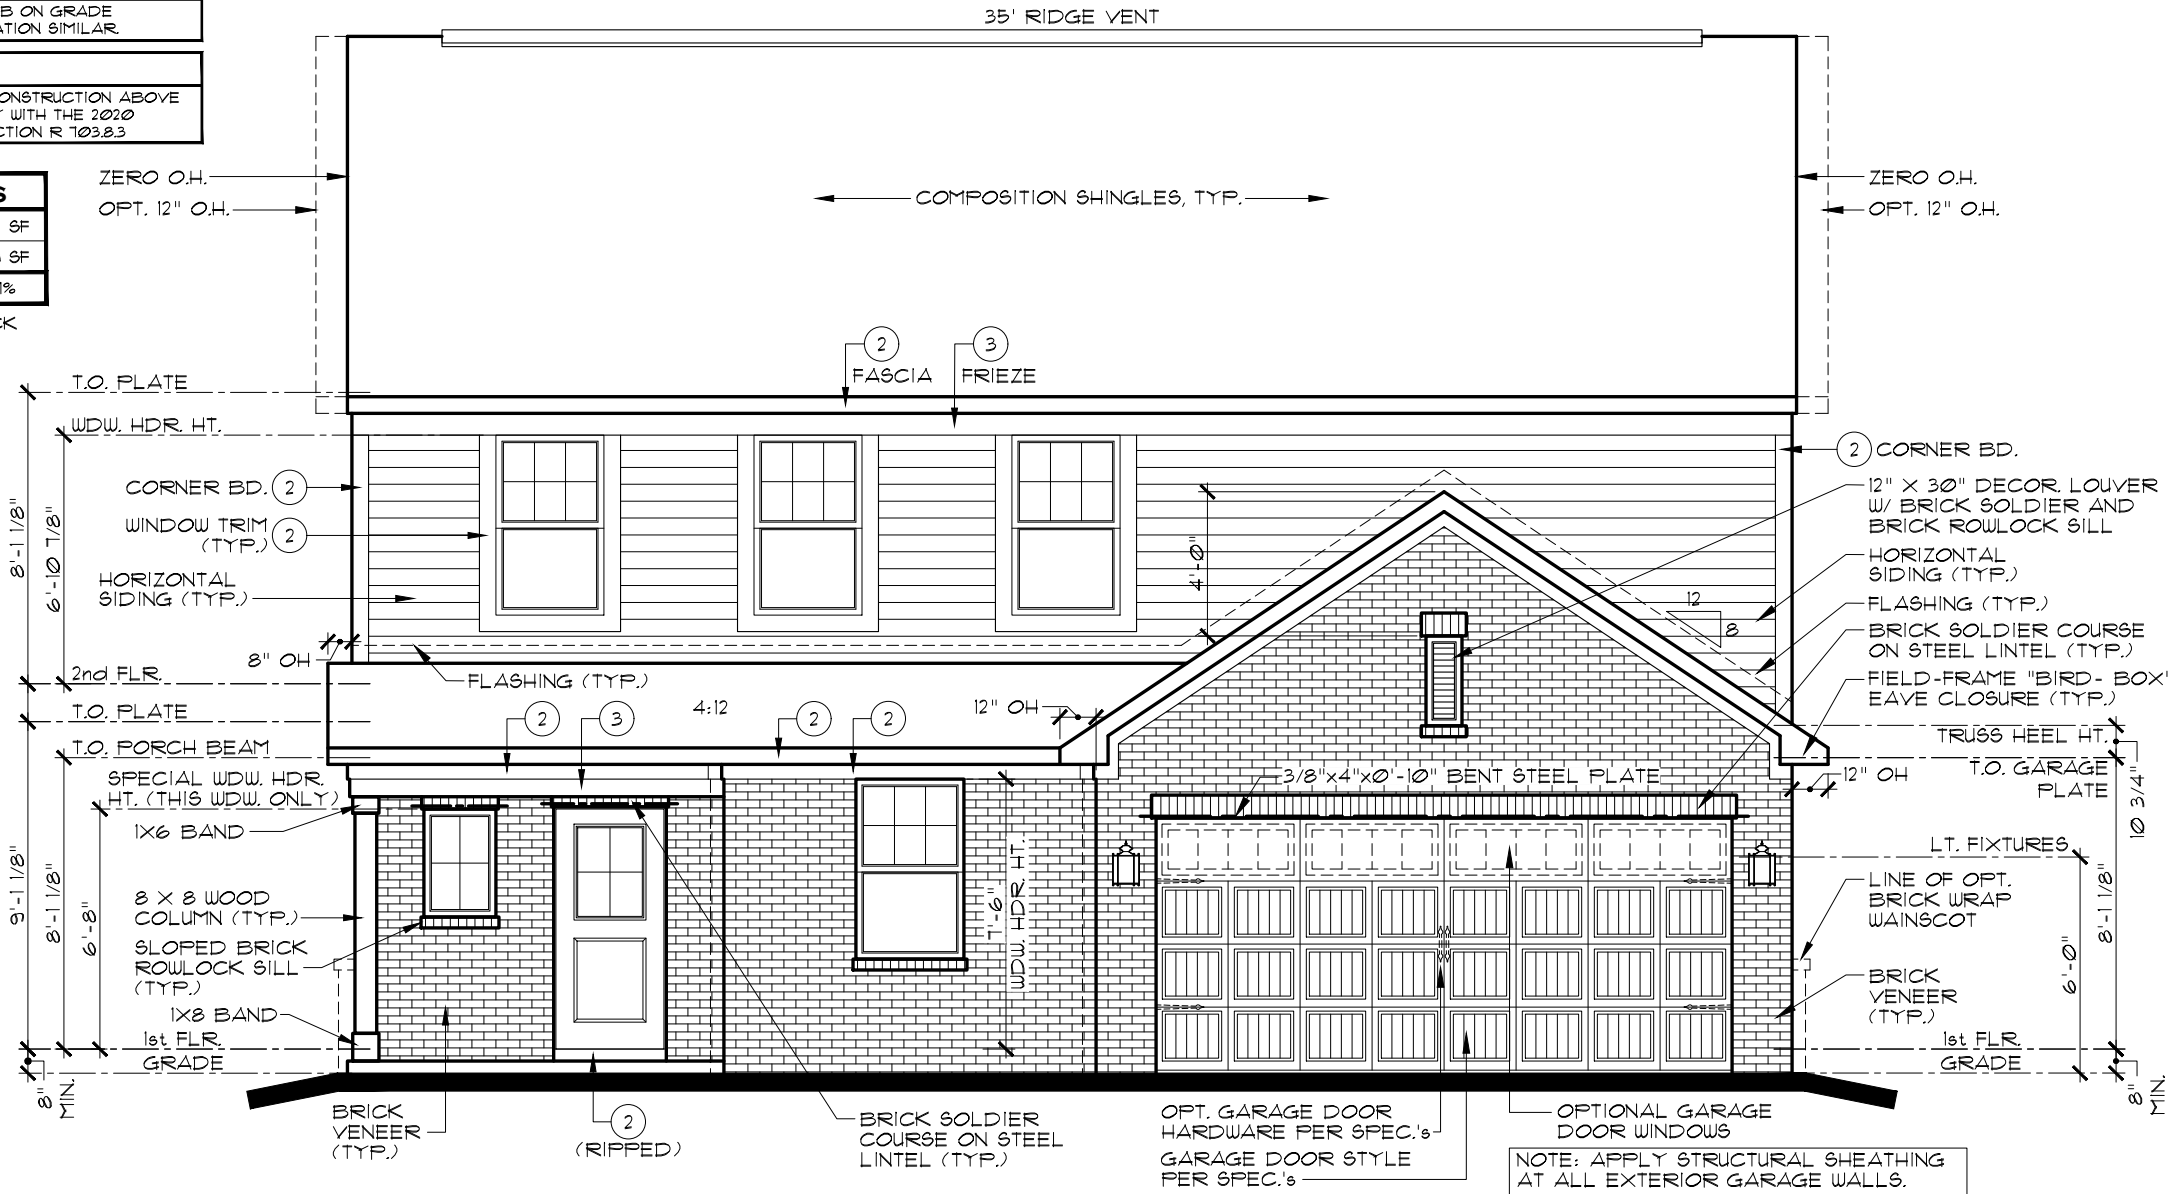 B ON GRADE
ATION SIMILAR.
ONSTRUCTION ABOVE
WITH THE 2020
CTION R 703.8.3
S
SF
SF
%
CK
35' RIDGE VENT
ZERO O.H.
OPT. 12" O.H.
COMPOSITION SHINGLES, TYP.
ZERO O.H.
OPT. 12" O.H.
2
FASCIA
3
FRIEZE
T.O. PLATE
WDW. HDR. HT.
CORNER BD. 2
WINDOW TRIM
(TYP.) 2
HORIZONTAL
SIDING (TYP.)
8'-1 1/8"
6'-10 7/8"
8" OH
2nd FLR.
FLASHING (TYP.)
T.O. PLATE
T.O. PORCH BEAM
SPECIAL WDW. HDR.
HT. (THIS WDW. ONLY)
1X6 BAND
8 X 8 WOOD
COLUMN (TYP.)
SLOPED BRICK
ROWLOCK SILL
(TYP.)
1X8 BAND
1st FLR.
GRADE
9'-1 1/8"
8'-1 1/8"
6'-8"
8"
MIN.
2
3
4:12
2
2
12" OH
4'-0"
12
8
2 CORNER BD.
12" X 30" DECOR. LOUVER
W/ BRICK SOLDIER AND
BRICK ROWLOCK SILL
HORIZONTAL
SIDING (TYP.)
FLASHING (TYP.)
BRICK SOLDIER COURSE
ON STEEL LINTEL (TYP.)
FIELD-FRAME "BIRD- BOX"
EAVE CLOSURE (TYP.)
TRUSS HEEL HT.
T.O. GARAGE
PLATE
12" OH
10 3/4"
3/8"x4"x0'-10" BENT STEEL PLATE
7'-6"
WDW. HDR. HT.
LT. FIXTURES
LINE OF OPT.
BRICK WRAP
WAINSCOT
BRICK
VENEER
(TYP.)
8'-1 1/8"
6'-0"
1st FLR.
GRADE
8"
MIN.
BRICK
VENEER
(TYP.)
2
(RIPPED)
BRICK SOLDIER
COURSE ON STEEL
LINTEL (TYP.)
OPT. GARAGE DOOR
HARDWARE PER SPEC.'s
GARAGE DOOR STYLE
PER SPEC.'s
OPTIONAL GARAGE
DOOR WINDOWS
NOTE: APPLY STRUCTURAL SHEATHING
AT ALL EXTERIOR GARAGE WALLS.